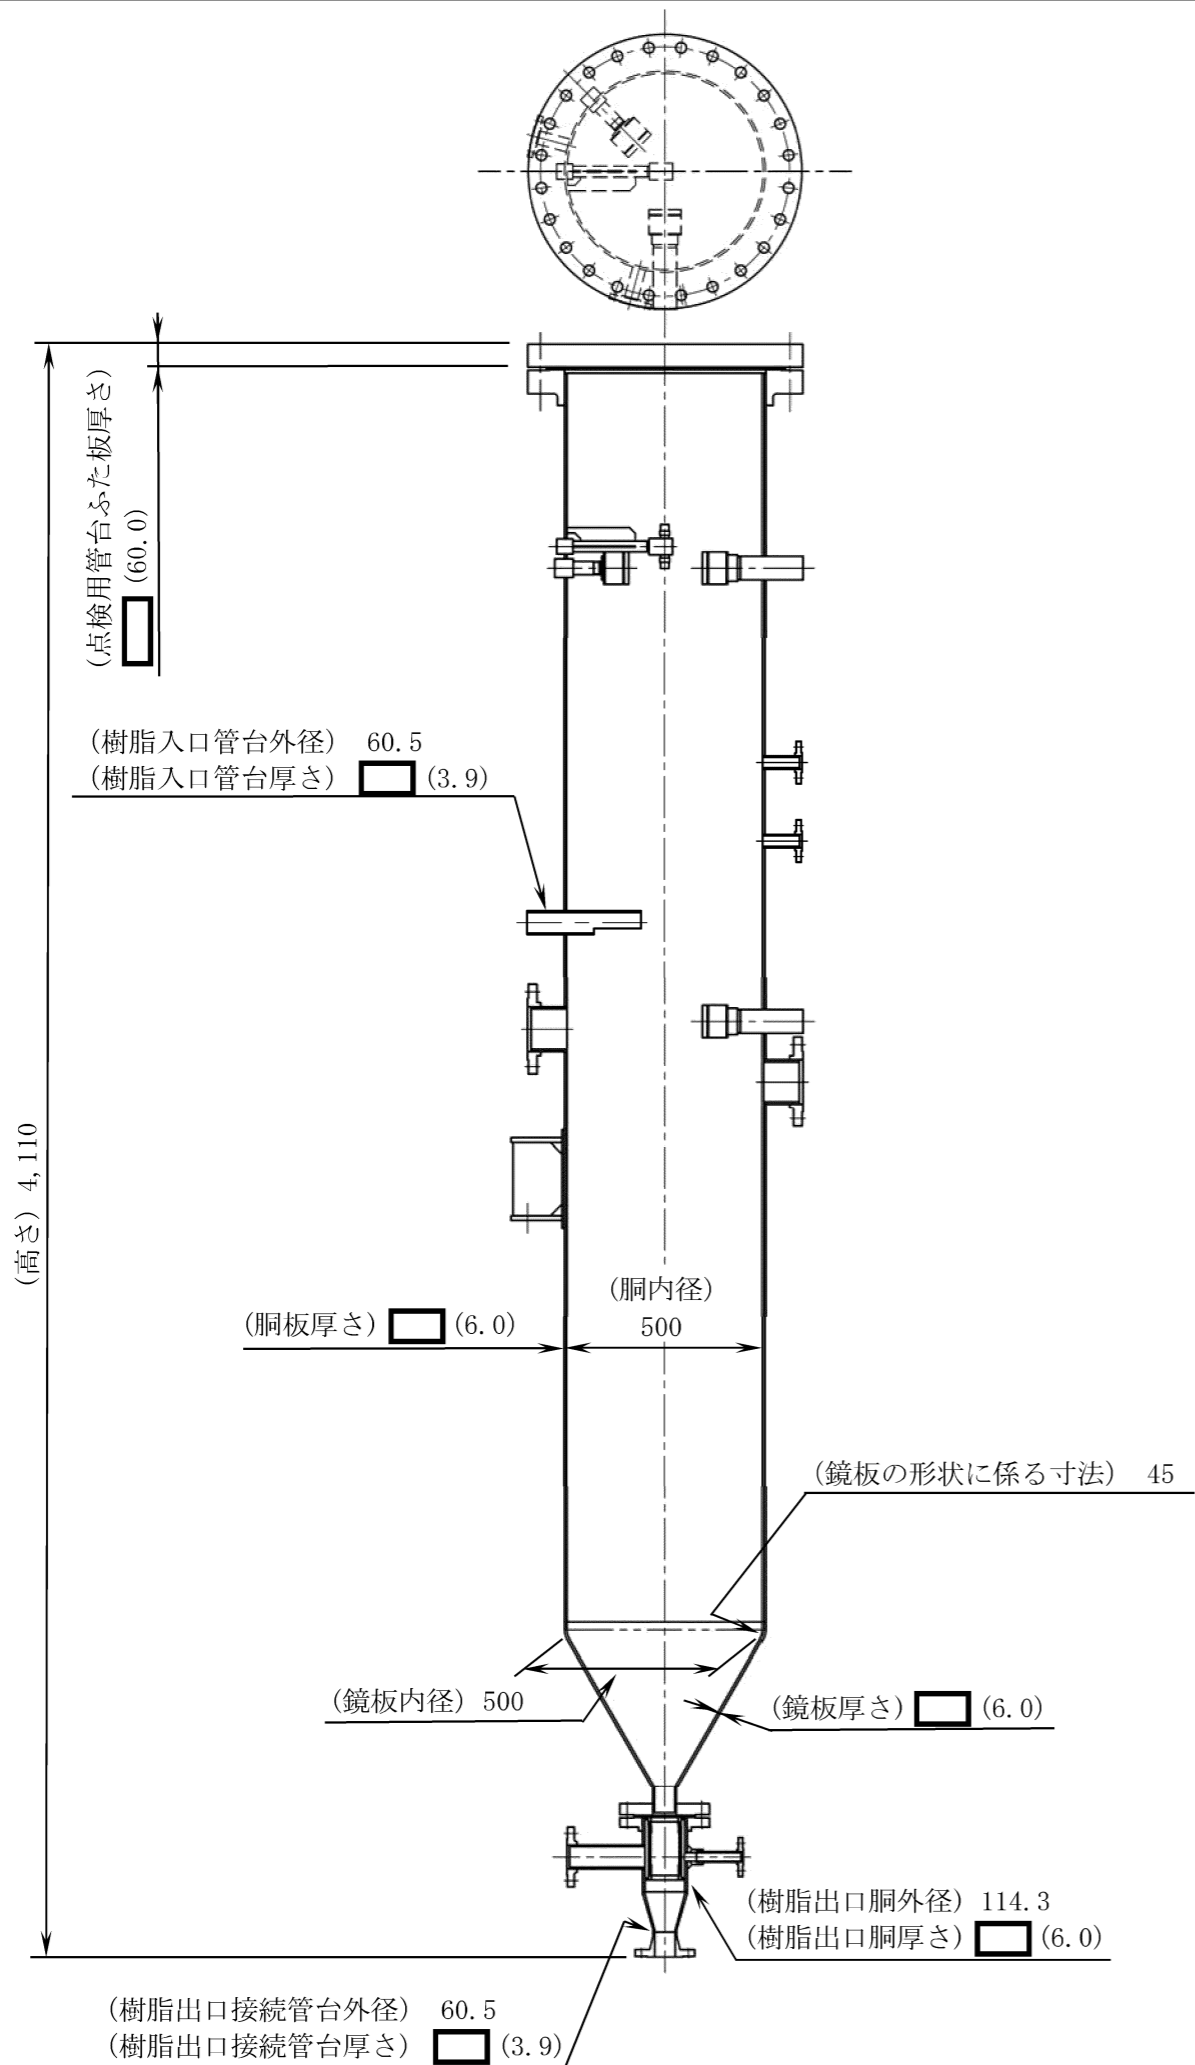 (点検用管台ふた板厚さ)
(60.0)
(樹脂入口管台外径) 60.5
(樹脂入口管台厚さ) (3.9)
(高さ) 4,110
(胴内径)
500
(胴板厚さ) (6.0)
(鏡板の形状に係る寸法) 45
(鏡板内径) 500
(鏡板厚さ) (6.0)
(樹脂出口胴外径) 114.3
(樹脂出口胴厚さ) (6.0)
(樹脂出口接続管台外径) 60.5
(樹脂出口接続管台厚さ) (3.9)